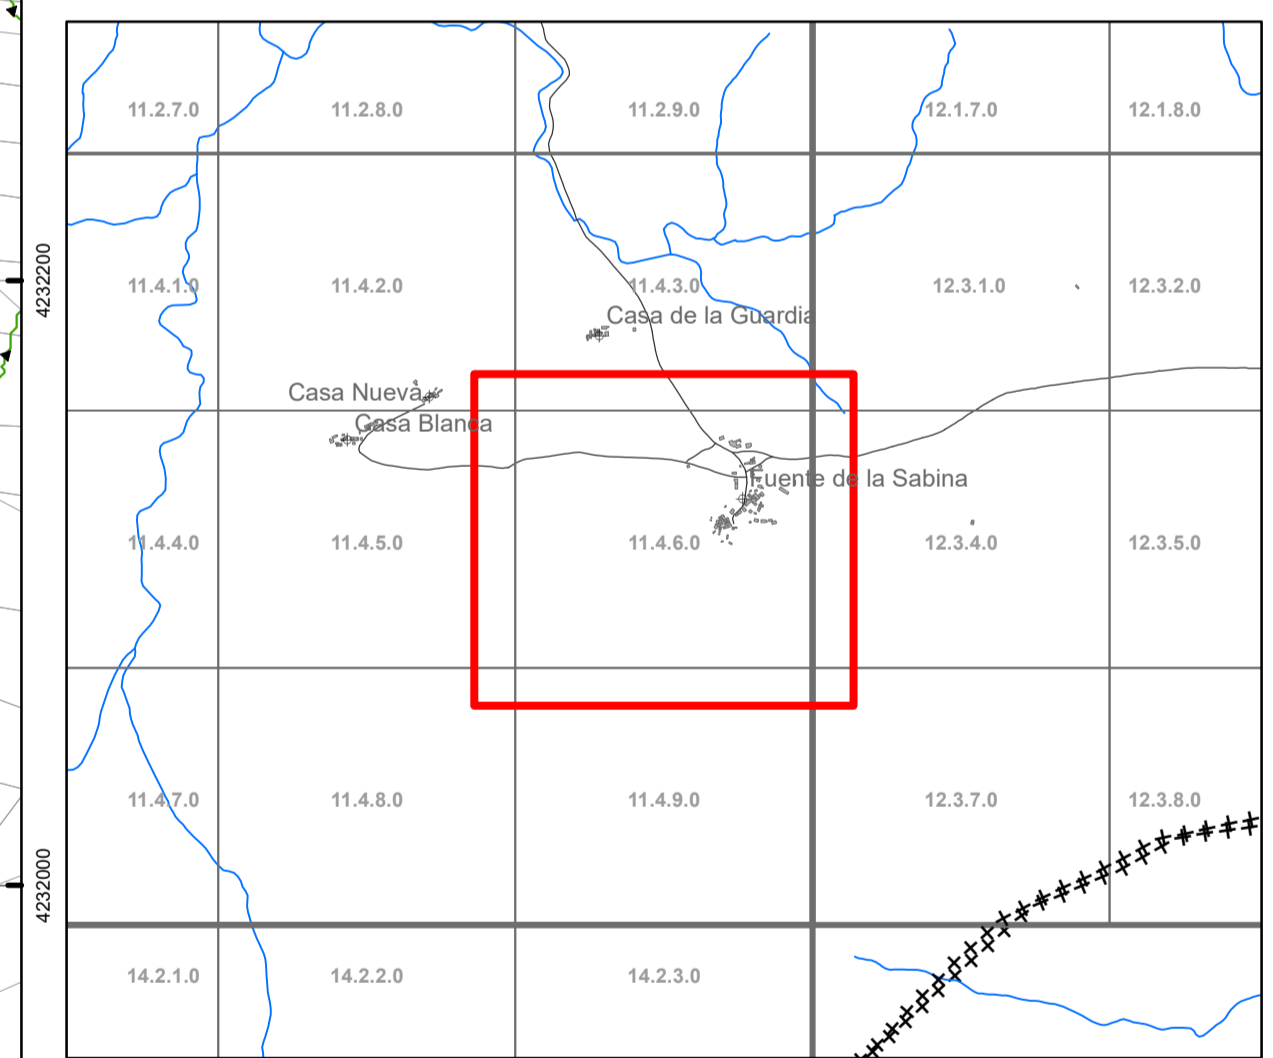 11.2.7.0 11.2.8.0 11.2.9.0 12.1.7.0 12.1.8.0
4232200
11.4.1.0 11.4.2.0 11.4.3.0 12.3.1.0 12.3.2.0
Casa de la Guardia
Casa Nueva
Casa Blanca
Fuente de la Sabina
11.4.4.0 11.4.5.0 11.4.6.0 12.3.4.0 12.3.5.0
11.4.7.0 11.4.8.0 11.4.9.0 12.3.7.0 12.3.8.0
4232000
14.2.1.0 14.2.2.0 14.2.3.0